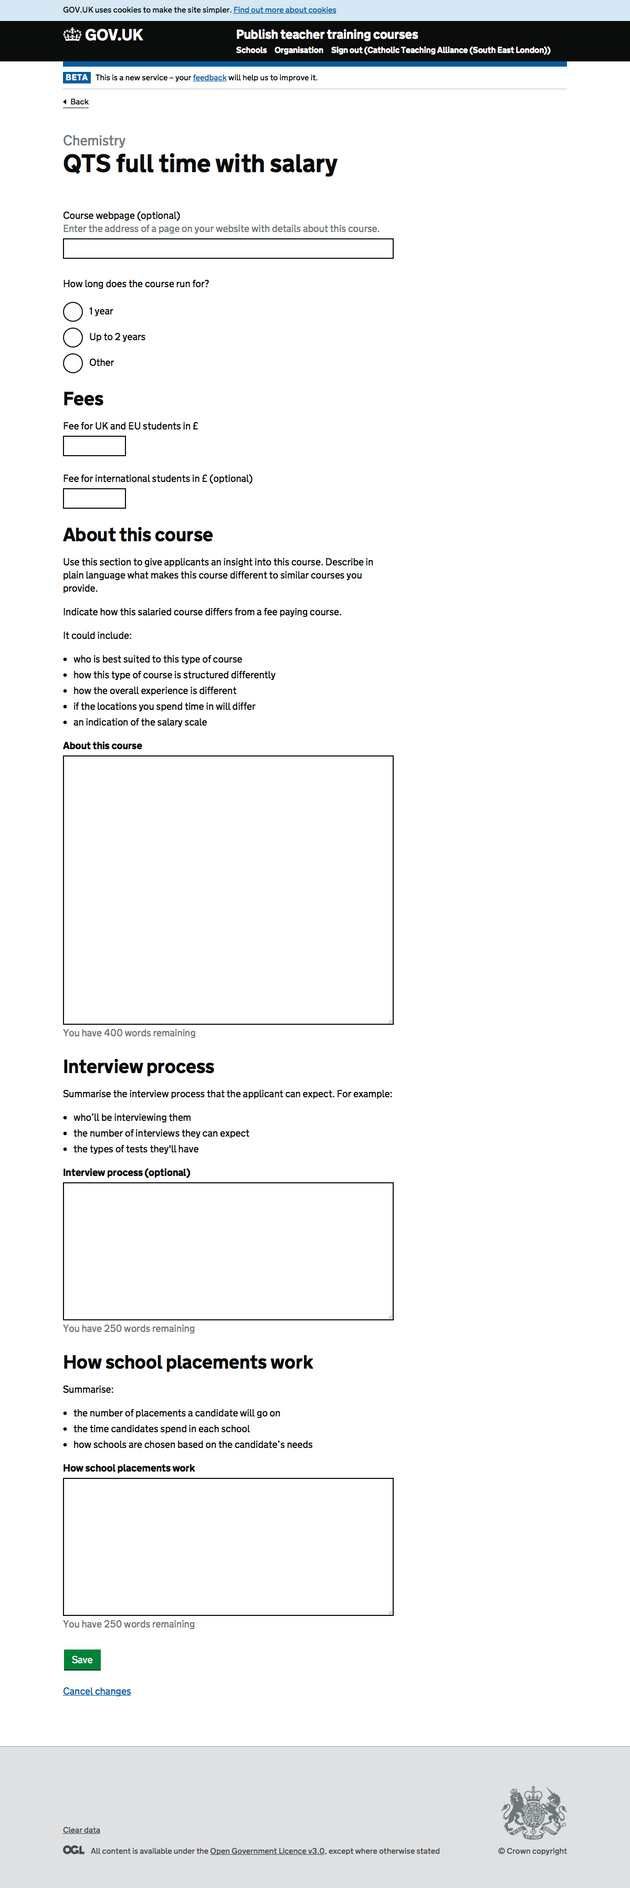 GOV.UK uses cookies to make the site simpler. Find out more about cookies
GOV.UK
Publish teacher training courses
Schools Organisation Sign out (Catholic Teaching Alliance (South East London))
BETA This is a new service – your feedback will help us to improve it.
Back
Chemistry
QTS full time with salary
Course webpage (optional)
Enter the address of a page on your website with details about this course.
How long does the course run for?
1 year
Up to 2 years
Other
Fees
Fee for UK and EU students in £
Fee for international students in £ (optional)
About this course
Use this section to give applicants an insight into this course. Describe in
plain language what makes this course different to similar courses you
provide.
Indicate how this salaried course differs from a fee paying course.
It could include:
• who is best suited to this type of course
• how this type of course is structured differently
• how the overall experience is different
• if the locations you spend time in will differ
• an indication of the salary scale
About this course
You have 400 words remaining
Interview process
Summarise the interview process that the applicant can expect. For example:
• who’ll be interviewing them
• the number of interviews they can expect
• the types of tests they'll have
Interview process (optional)
You have 250 words remaining
How school placements work
Summarise:
• the number of placements a candidate will go on
• the time candidates spend in each school
• how schools are chosen based on the candidate’s needs
How school placements work
You have 250 words remaining
Save
Cancel changes
Clear data
OGL All content is available under the Open Government Licence v3.0, except where otherwise stated
© Crown copyright